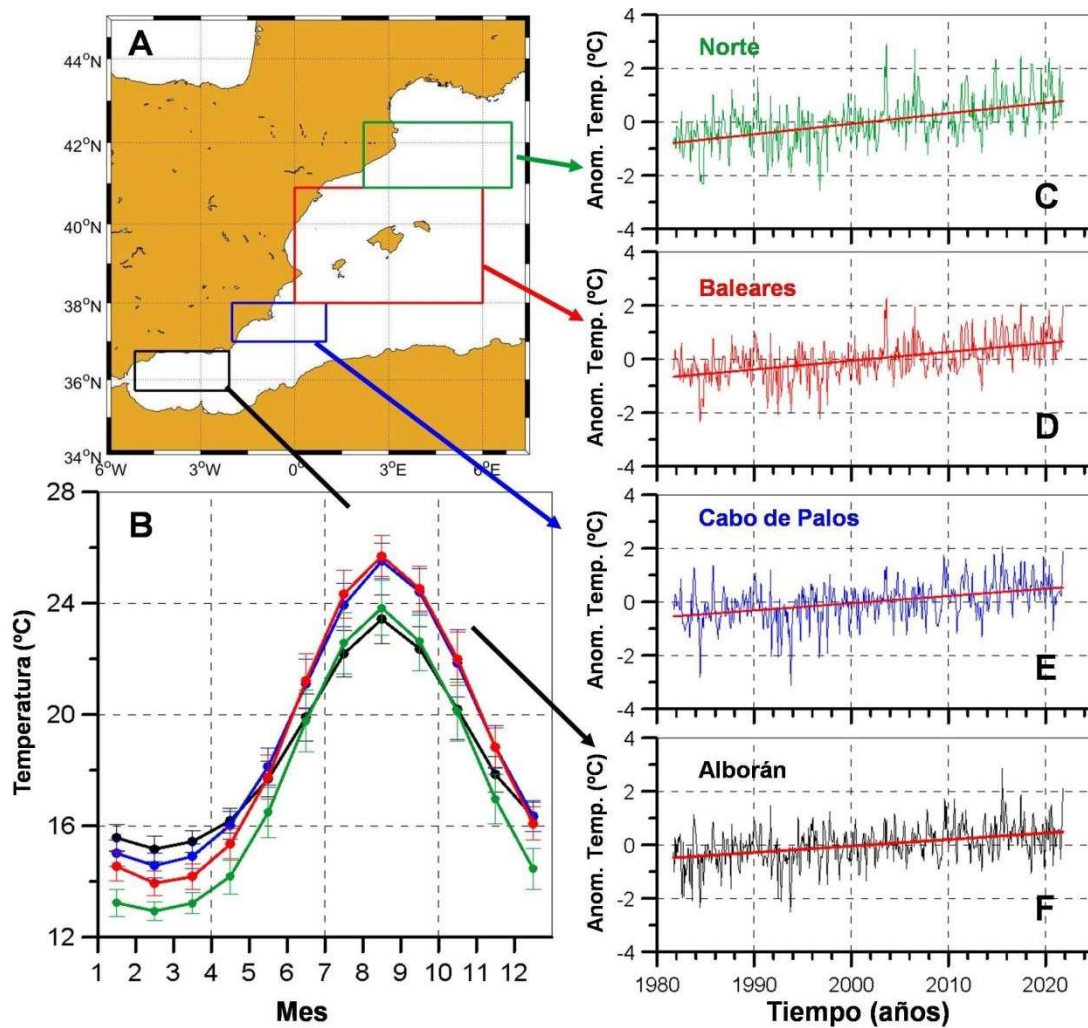 A
44°N
42°N
40°N
38°N
36°N
34°N
6°W
3°W
0°E
3°E
6°E
4
2
0
-2
-4
Anom. Temp. (ºC)
Norte
C
4
2
0
-2
-4
Anom. Temp. (ºC)
Baleares
D
4
2
0
-2
-4
Anom. Temp. (ºC)
Cabo de Palos
E
4
2
0
-2
-4
Anom. Temp. (ºC)
Alborán
F
1980
1990
2000
2010
2020
Tiempo (años)
B
28
24
20
16
12
Temperatura (ºC)
1 2 3 4 5 6 7 8 9 10 11 12
Mes